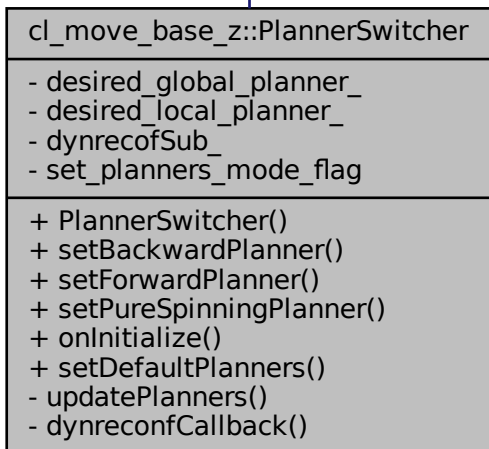 cl_move_base_z::PlannerSwitcher
- desired_global_planner_
- desired_local_planner_
- dynrecofSub_
- set_planners_mode_flag
+ PlannerSwitcher()
+ setBackwardPlanner()
+ setForwardPlanner()
+ setPureSpinningPlanner()
+ onInitialize()
+ setDefaultPlanners()
- updatePlanners()
- dynreconfCallback()